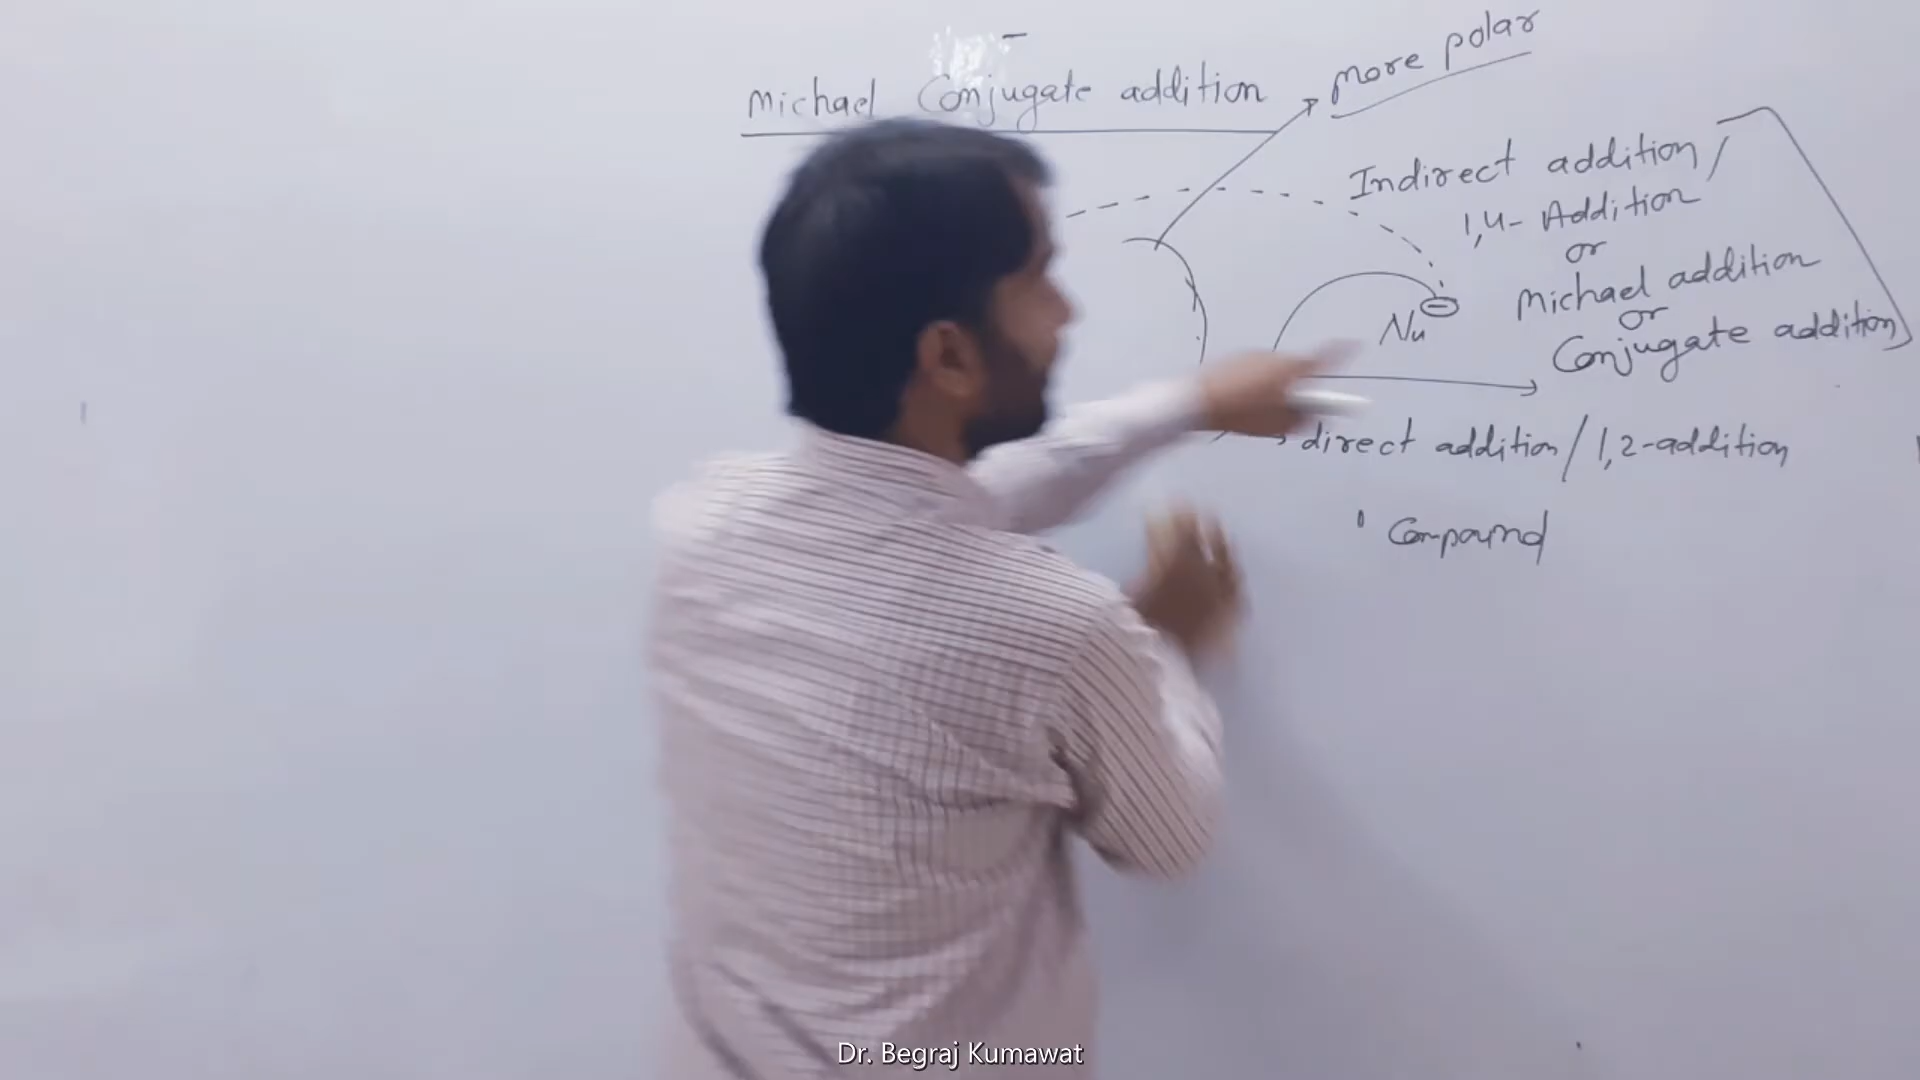 Michael Conjugate addition
more polar
Indirect addition/
1,4- Addition
or
Michael addition
or
Conjugate addition
Nu
direct addition / 1,2-addition
Compound
Dr. Begraj Kumawat